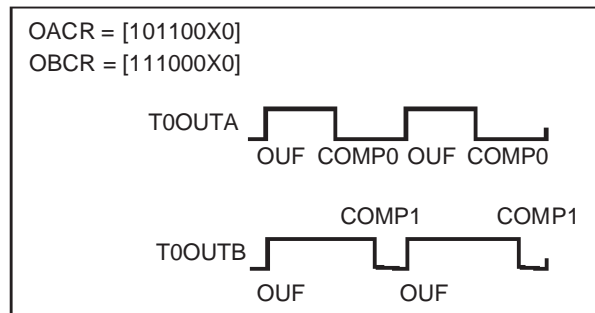 OACR = [101100X0]
OBCR = [111000X0]
T0OUTA
OUF COMP0 OUF COMP0
COMP1 COMP1
T0OUTB
OUF OUF